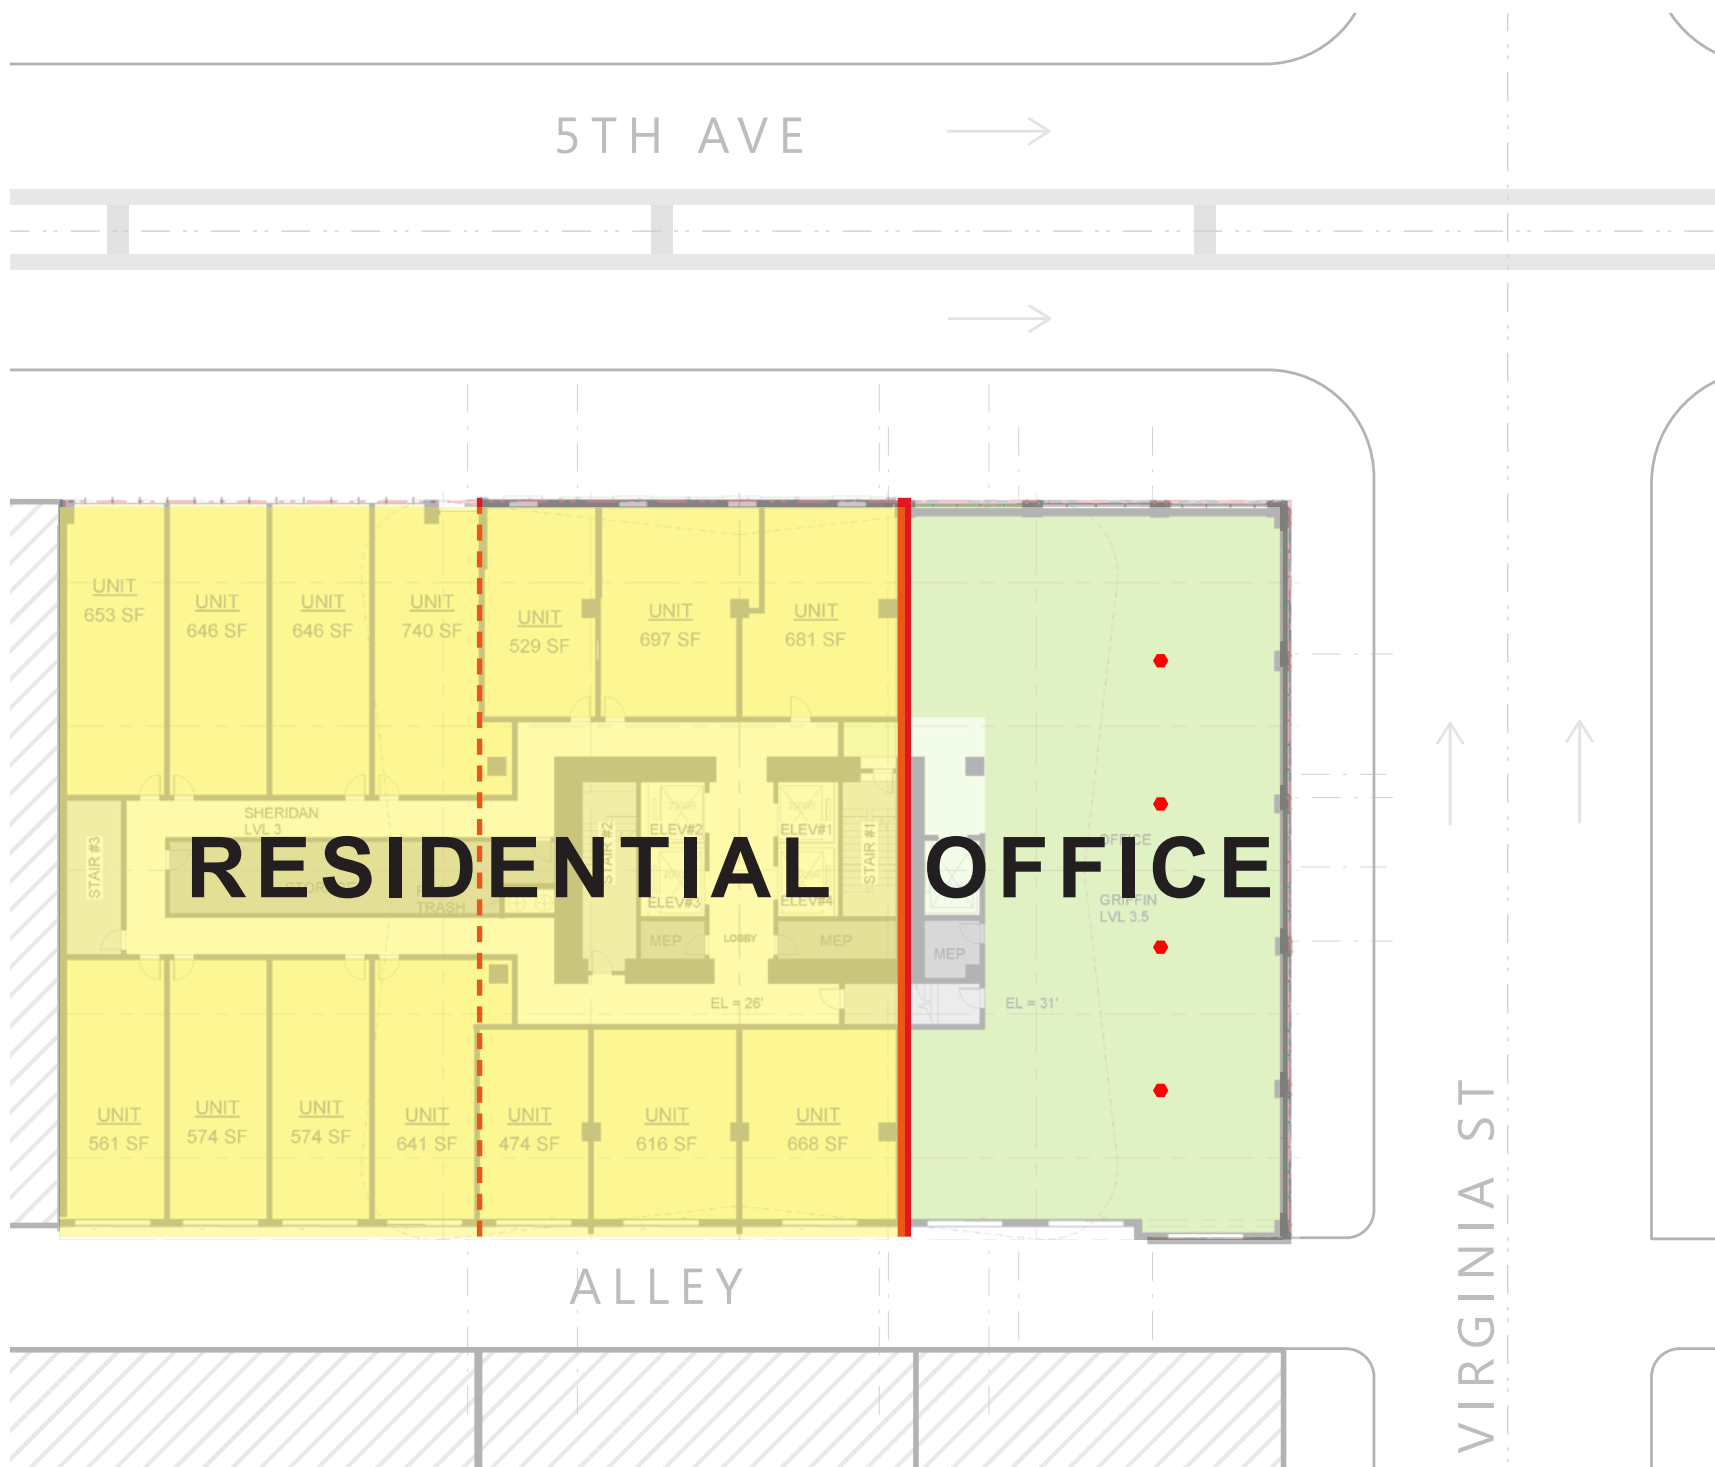 5TH AVE
UNIT
653 SF
UNIT
646 SF
UNIT
646 SF
UNIT
740 SF
UNIT
529 SF
UNIT
697 SF
UNIT
681 SF
SHERIDAN
LVL 3
STAIR #3
RESIDENTIAL
TRASH
STAIR #2
ELEV#2
ELEV#1
ELEV#3
ELEV#4
STAIR #1
MEP
LOBBY
MEP
EL = 26'
OFFICE
OFFICE
GRIFFIN
LVL 3.5
MEP
EL = 31'
UNIT
561 SF
UNIT
574 SF
UNIT
574 SF
UNIT
641 SF
UNIT
474 SF
UNIT
616 SF
UNIT
668 SF
ALLEY
VIRGINIA ST